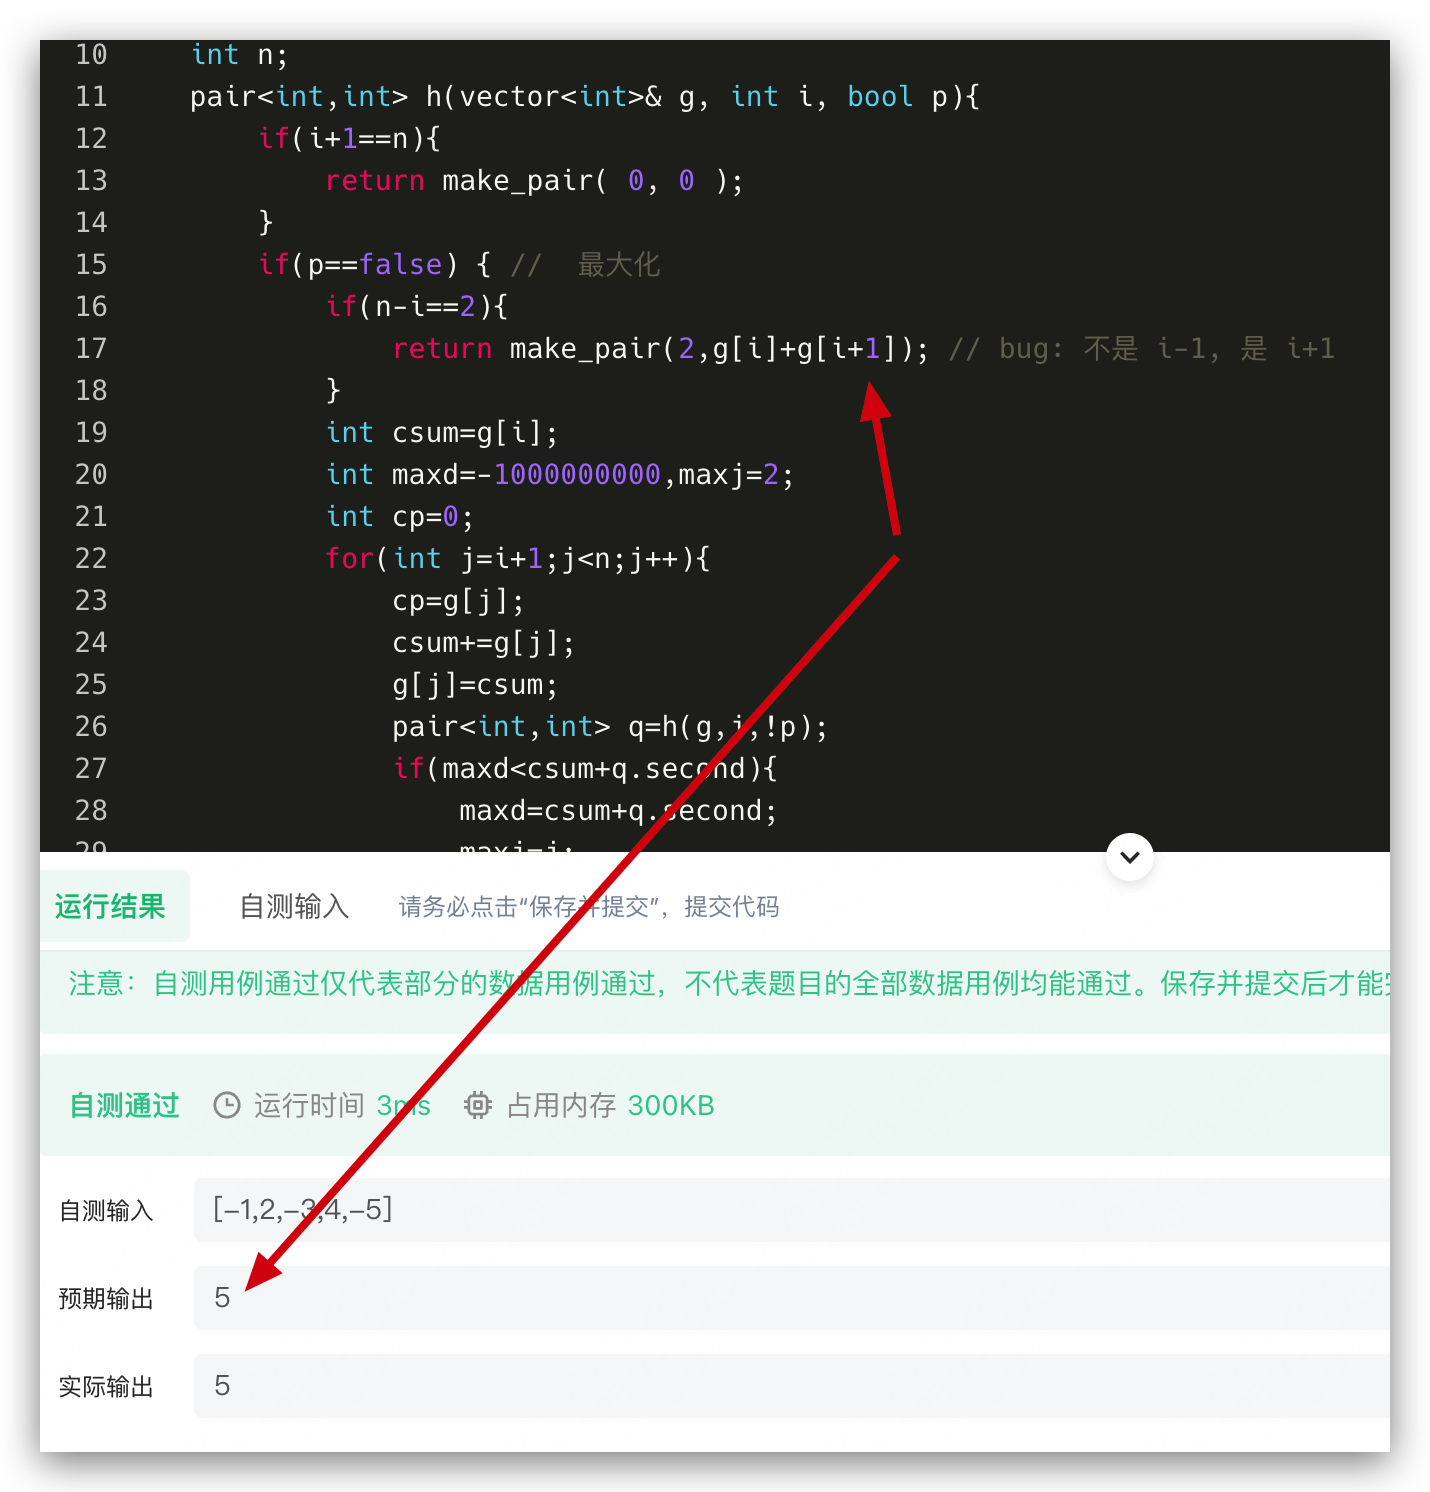 10 int n;
11 pair<int,int> h(vector<int>& g, int i, bool p){
12 if(i+1==n){
13 return make_pair( 0, 0 );
14 }
15 if(p==false) { // 最大化
16 if(n-i==2){
17 return make_pair(2,g[i]+g[i+1]); // bug: 不是 i-1, 是 i+1
18 }
19 int csum=g[i];
20 int maxd=-1000000000,maxj=2;
21 int cp=0;
22 for(int j=i+1;j<n;j++){
23 cp=g[j];
24 csum+=g[j];
25 g[j]=csum;
26 pair<int,int> q=h(g,j,!p);
27 if(maxd<csum+q.second){
28 maxd=csum+q.second;
29 maxj=j;
运行结果 自测输入 请务必点击“保存并提交”，提交代码
注意：自测用例通过仅代表部分的数据用例通过，不代表题目的全部数据用例均能通过。保存并提交后才能
自测通过 运行时间 3ms 占用内存 300KB
自测输入 [-1,2,-3,4,-5]
预期输出 5
实际输出 5